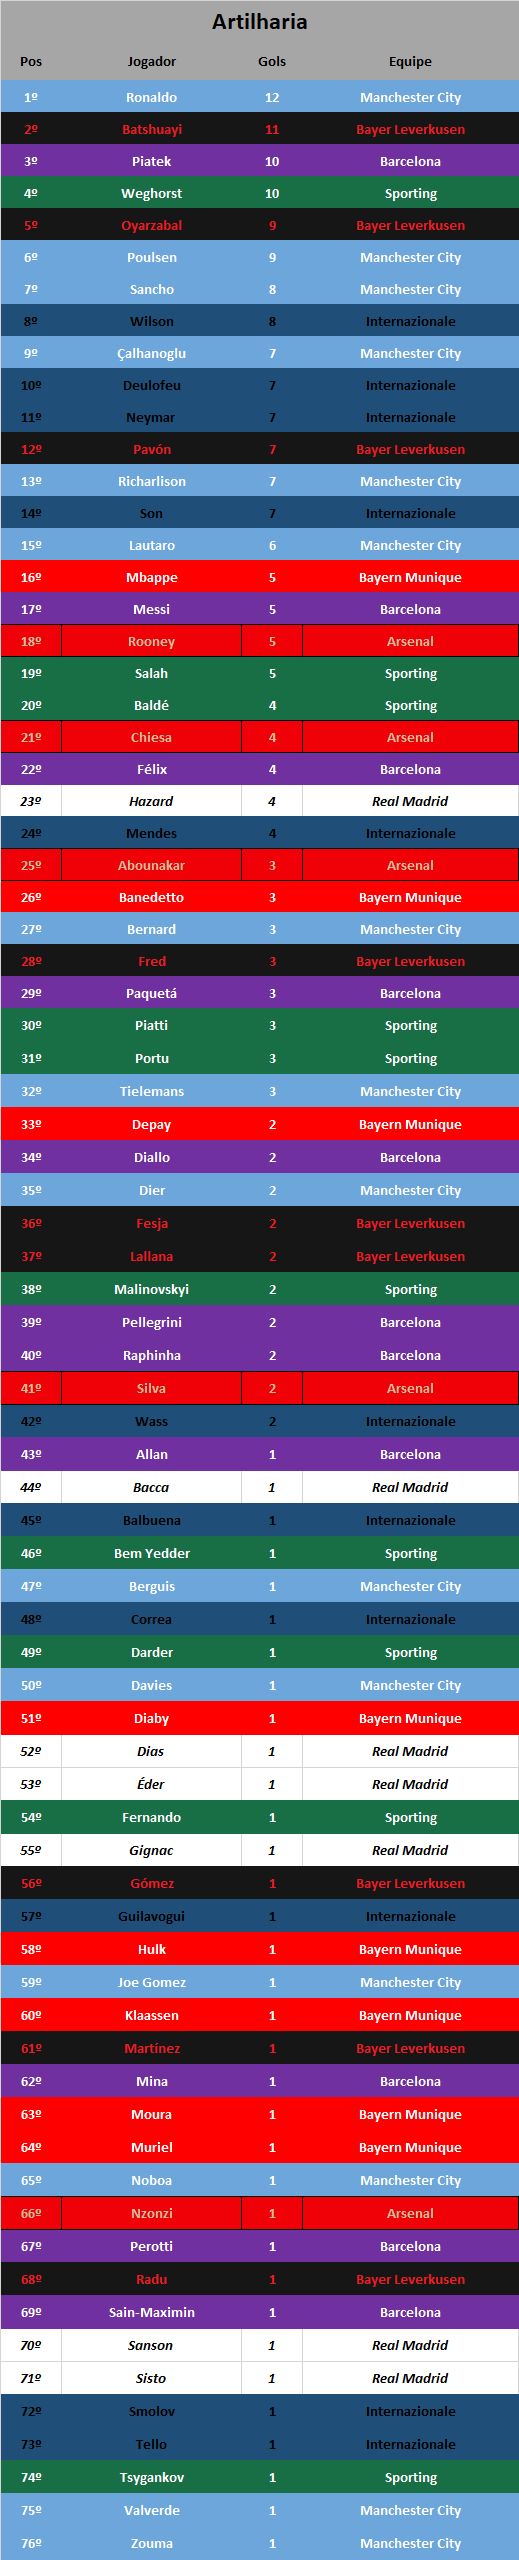 Artilharia
Pos Jogador Gols Equipe
1º Ronaldo 12 Manchester City
2º Batshuayi 11 Bayer Leverkusen
3º Piatek 10 Barcelona
4º Weghorst 10 Sporting
5º Oyarzabal 9 Bayer Leverkusen
6º Poulsen 9 Manchester City
7º Sancho 8 Manchester City
8º Wilson 8 Internazionale
9º Çalhanoglu 7 Manchester City
10º Deulofeu 7 Internazionale
11º Neymar 7 Internazionale
12º Pavón 7 Bayer Leverkusen
13º Richarlison 7 Manchester City
14º Son 7 Internazionale
15º Lautaro 6 Manchester City
16º Mbappe 5 Bayern Munique
17º Messi 5 Barcelona
18º Rooney 5 Arsenal
19º Salah 5 Sporting
20º Baldé 4 Sporting
21º Chiesa 4 Arsenal
22º Félix 4 Barcelona
23º Hazard 4 Real Madrid
24º Mendes 4 Internazionale
25º Abounakar 3 Arsenal
26º Banedetto 3 Bayern Munique
27º Bernard 3 Manchester City
28º Fred 3 Bayer Leverkusen
29º Paquetá 3 Barcelona
30º Piatti 3 Sporting
31º Portu 3 Sporting
32º Tielemans 3 Manchester City
33º Depay 2 Bayern Munique
34º Diallo 2 Barcelona
35º Dier 2 Manchester City
36º Fesja 2 Bayer Leverkusen
37º Lallana 2 Bayer Leverkusen
38º Malinovskyi 2 Sporting
39º Pellegrini 2 Barcelona
40º Raphinha 2 Barcelona
41º Silva 2 Arsenal
42º Wass 2 Internazionale
43º Allan 1 Barcelona
44º Bacca 1 Real Madrid
45º Balbuena 1 Internazionale
46º Bem Yedder 1 Sporting
47º Berguis 1 Manchester City
48º Correa 1 Internazionale
49º Darder 1 Sporting
50º Davies 1 Manchester City
51º Diaby 1 Bayern Munique
52º Dias 1 Real Madrid
53º Éder 1 Real Madrid
54º Fernando 1 Sporting
55º Gignac 1 Real Madrid
56º Gómez 1 Bayer Leverkusen
57º Guilavogui 1 Internazionale
58º Hulk 1 Bayern Munique
59º Joe Gomez 1 Manchester City
60º Klaassen 1 Bayern Munique
61º Martínez 1 Bayer Leverkusen
62º Mina 1 Barcelona
63º Moura 1 Bayern Munique
64º Muriel 1 Bayern Munique
65º Noboa 1 Manchester City
66º Nzonzi 1 Arsenal
67º Perotti 1 Barcelona
68º Radu 1 Bayer Leverkusen
69º Sain-Maximin 1 Barcelona
70º Sanson 1 Real Madrid
71º Sisto 1 Real Madrid
72º Smolov 1 Internazionale
73º Tello 1 Internazionale
74º Tsygankov 1 Sporting
75º Valverde 1 Manchester City
76º Zouma 1 Manchester City